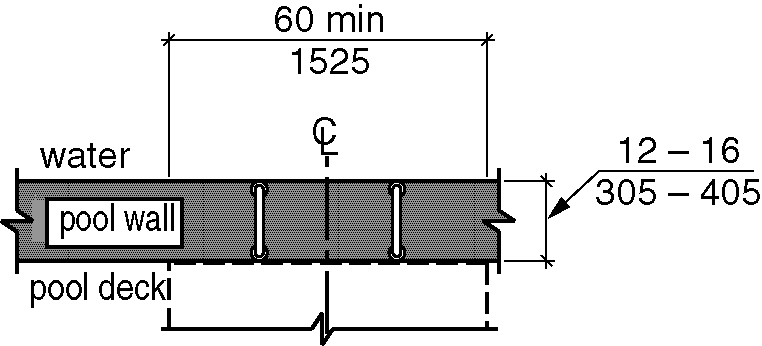 60 min
1525
℄
water
12 – 16
305 – 405
pool wall
pool deck